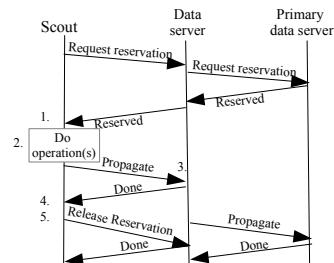 Scout
Data
server
Primary
data server
Request reservation
Request reservation
Reserved
1.
Reserved
2.
Do
operation(s)
Propagate
3.
Done
4.
5.
Release Reservation
Propagate
Done
Done